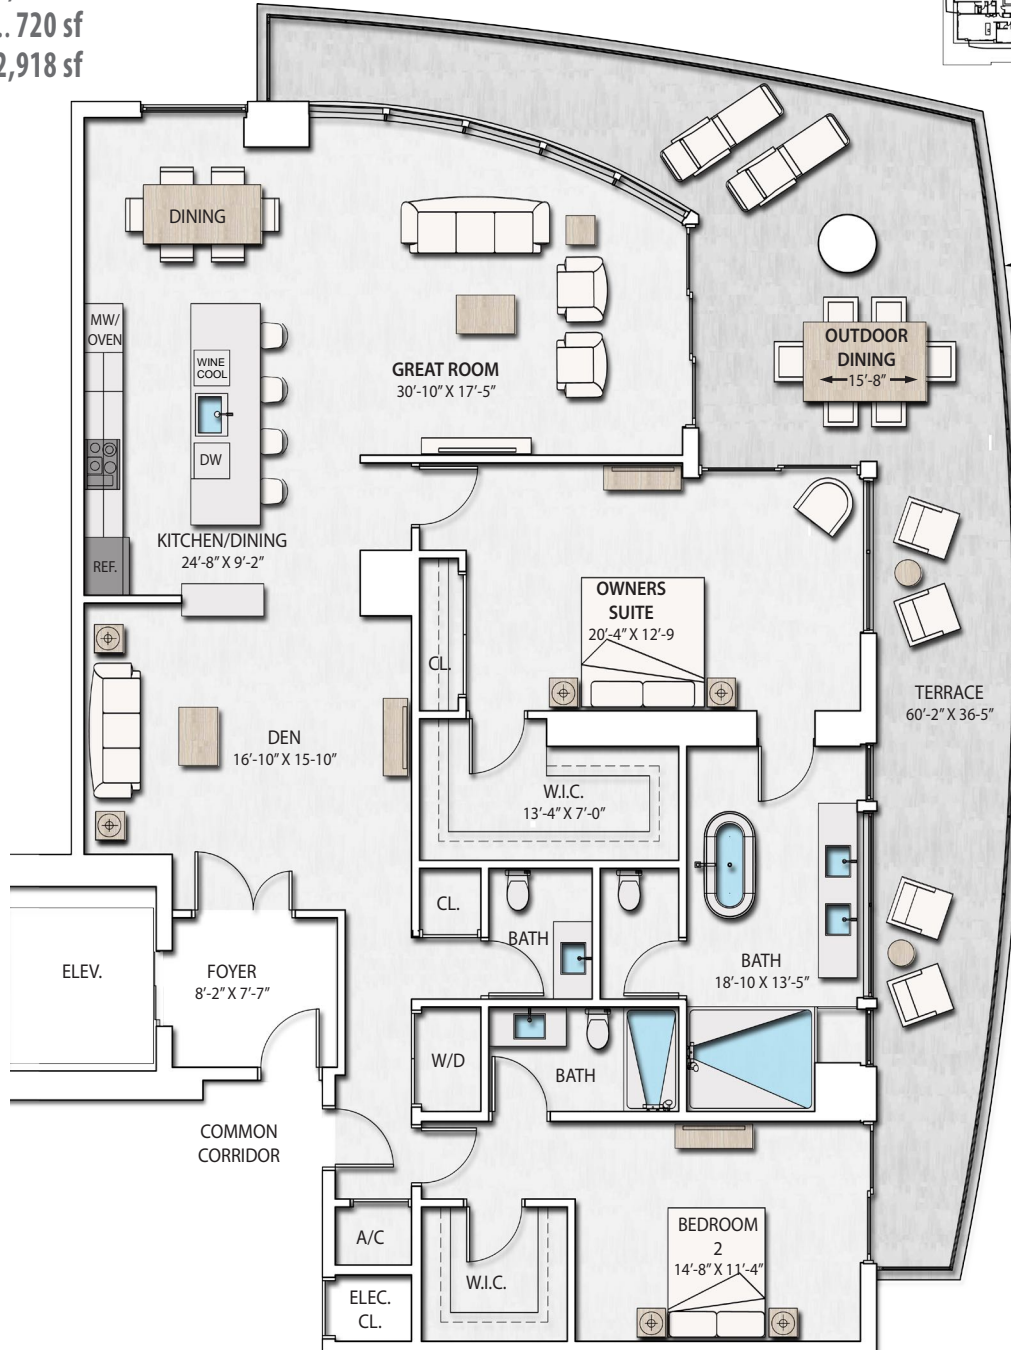 .. 720 sf
2,918 sf
DINING
MW/
OVEN
WINE
COOL
DW
REF.
KITCHEN/DINING
24'-8" X 9'-2"
GREAT ROOM
30'-10" X 17'-5"
OUTDOOR
DINING
15'-8"
OWNERS
SUITE
20'-4" X 12'-9
CL.
TERRACE
60'-2" X 36-5"
DEN
16'-10" X 15-10"
W.I.C.
13'-4" X 7'-0"
CL.
BATH
BATH
18'-10 X 13'-5"
ELEV.
FOYER
8'-2" X 7'-7"
W/D
BATH
COMMON
CORRIDOR
A/C
W.I.C.
BEDROOM
2
14'-8" X 11'-4"
ELEC.
CL.